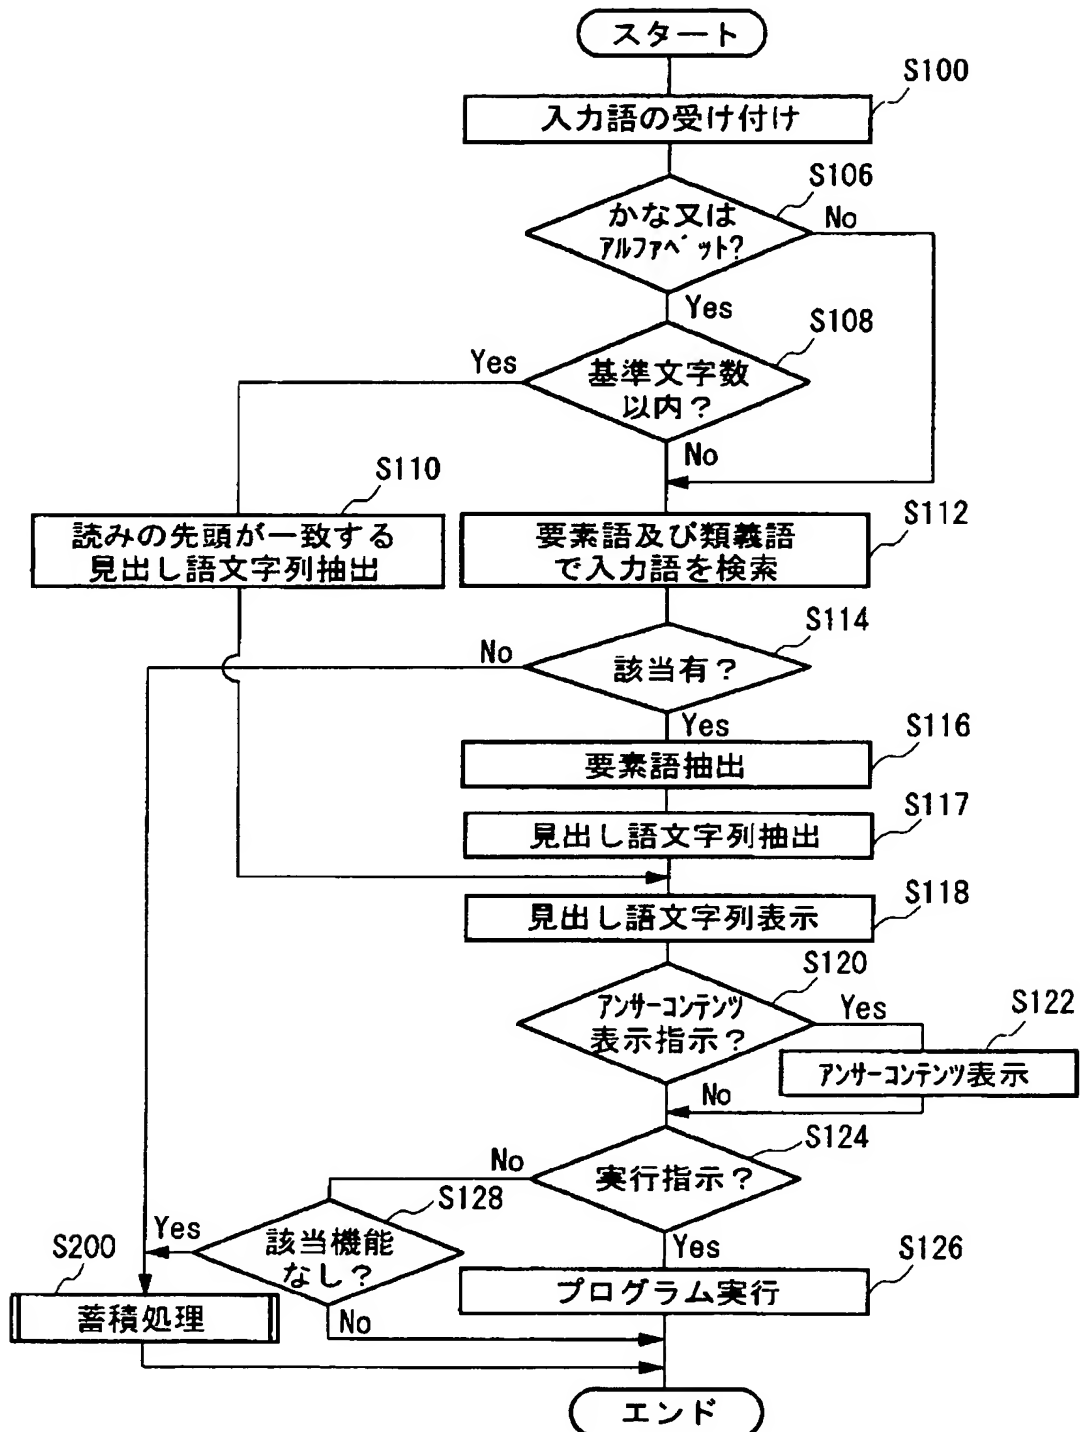 スタート
S100
入力語の受け付け
S106
かな又は
アルファベット?
No
Yes
S108
基準文字数
以内?
Yes
No
S110
読みの先頭が一致する
見出し語文字列抽出
S112
要素語及び類義語
で入力語を検索
S114
該当有?
No
Yes
S116
要素語抽出
S117
見出し語文字列抽出
S118
見出し語文字列表示
S120
アンサーコンテンツ
表示指示?
Yes
S122
アンサーコンテンツ表示
No
S124
実行指示?
No
S128
該当機能
なし?
Yes
Yes
S126
プログラム実行
S200
蓄積処理
No
エンド